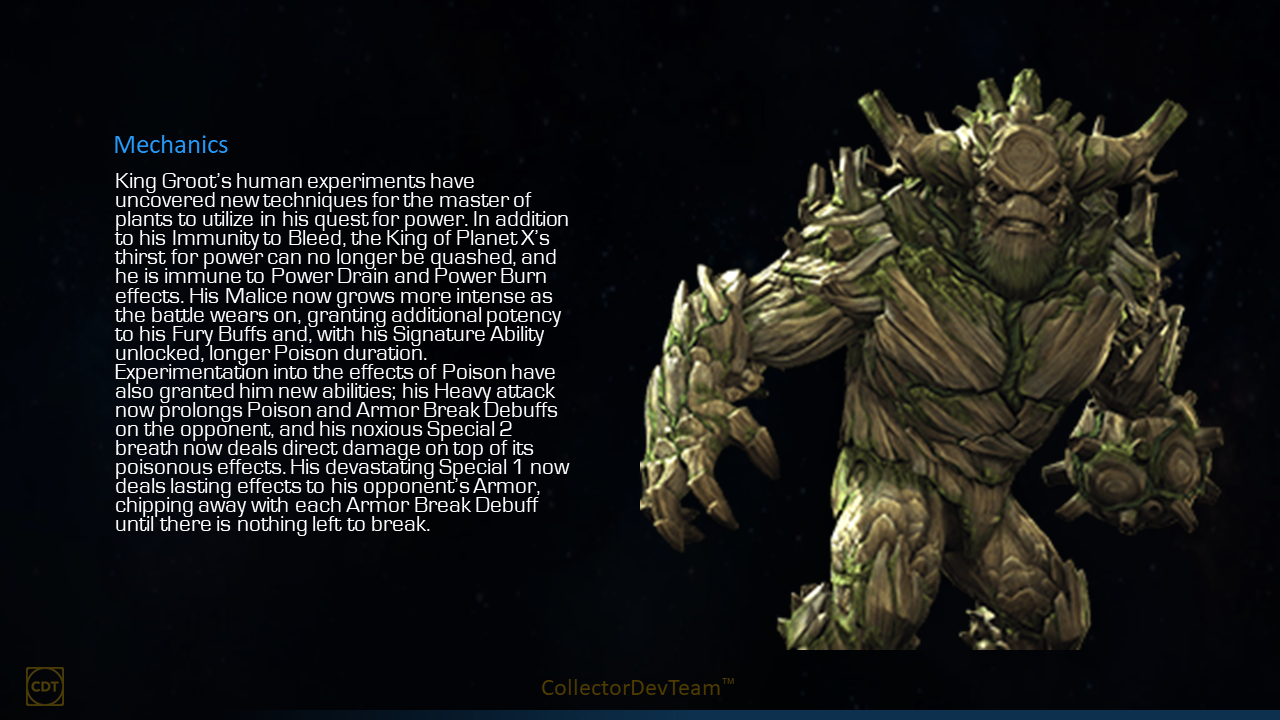 Mechanics
King Groot's human experiments have
uncovered new techniques for the master of
plants to utilize in his quest for power. In addition
to his Immunity to Bleed, the King of Planet X's
thirst for power can no longer be quashed, and
he is immune to Power Drain and Power Burn
effects. His Malice now grows more intense as
the battle wears on, granting additional potency
to his Fury Buffs and, with his Signature Ability
unlocked, longer Poison duration.
Experimentation into the effects of Poison have
also granted him new abilities; his Heavy attack
now prolongs Poison and Armor Break Debuffs
on the opponent, and his noxious Special 2
breath now deals direct damage on top of its
poisonous effects. His devastating Special 1 now
deals lasting effects to his opponent's Armor,
chipping away with each Armor Break Debuff
until there is nothing left to break.
CDT
CollectorDevTeam™